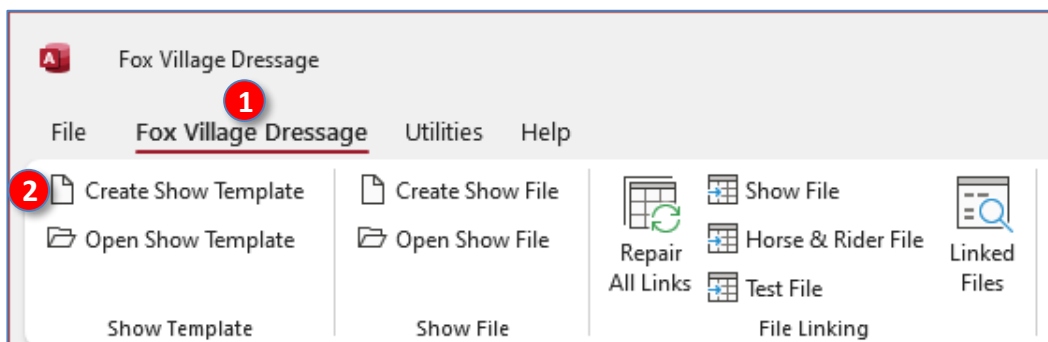 A Fox Village Dressage
1
File Fox Village Dressage Utilities Help
2 Create Show Template Create Show File Show File
Open Show Template Open Show File Repair All Links Horse & Rider File Linked Files
Test File
Show Template Show File File Linking